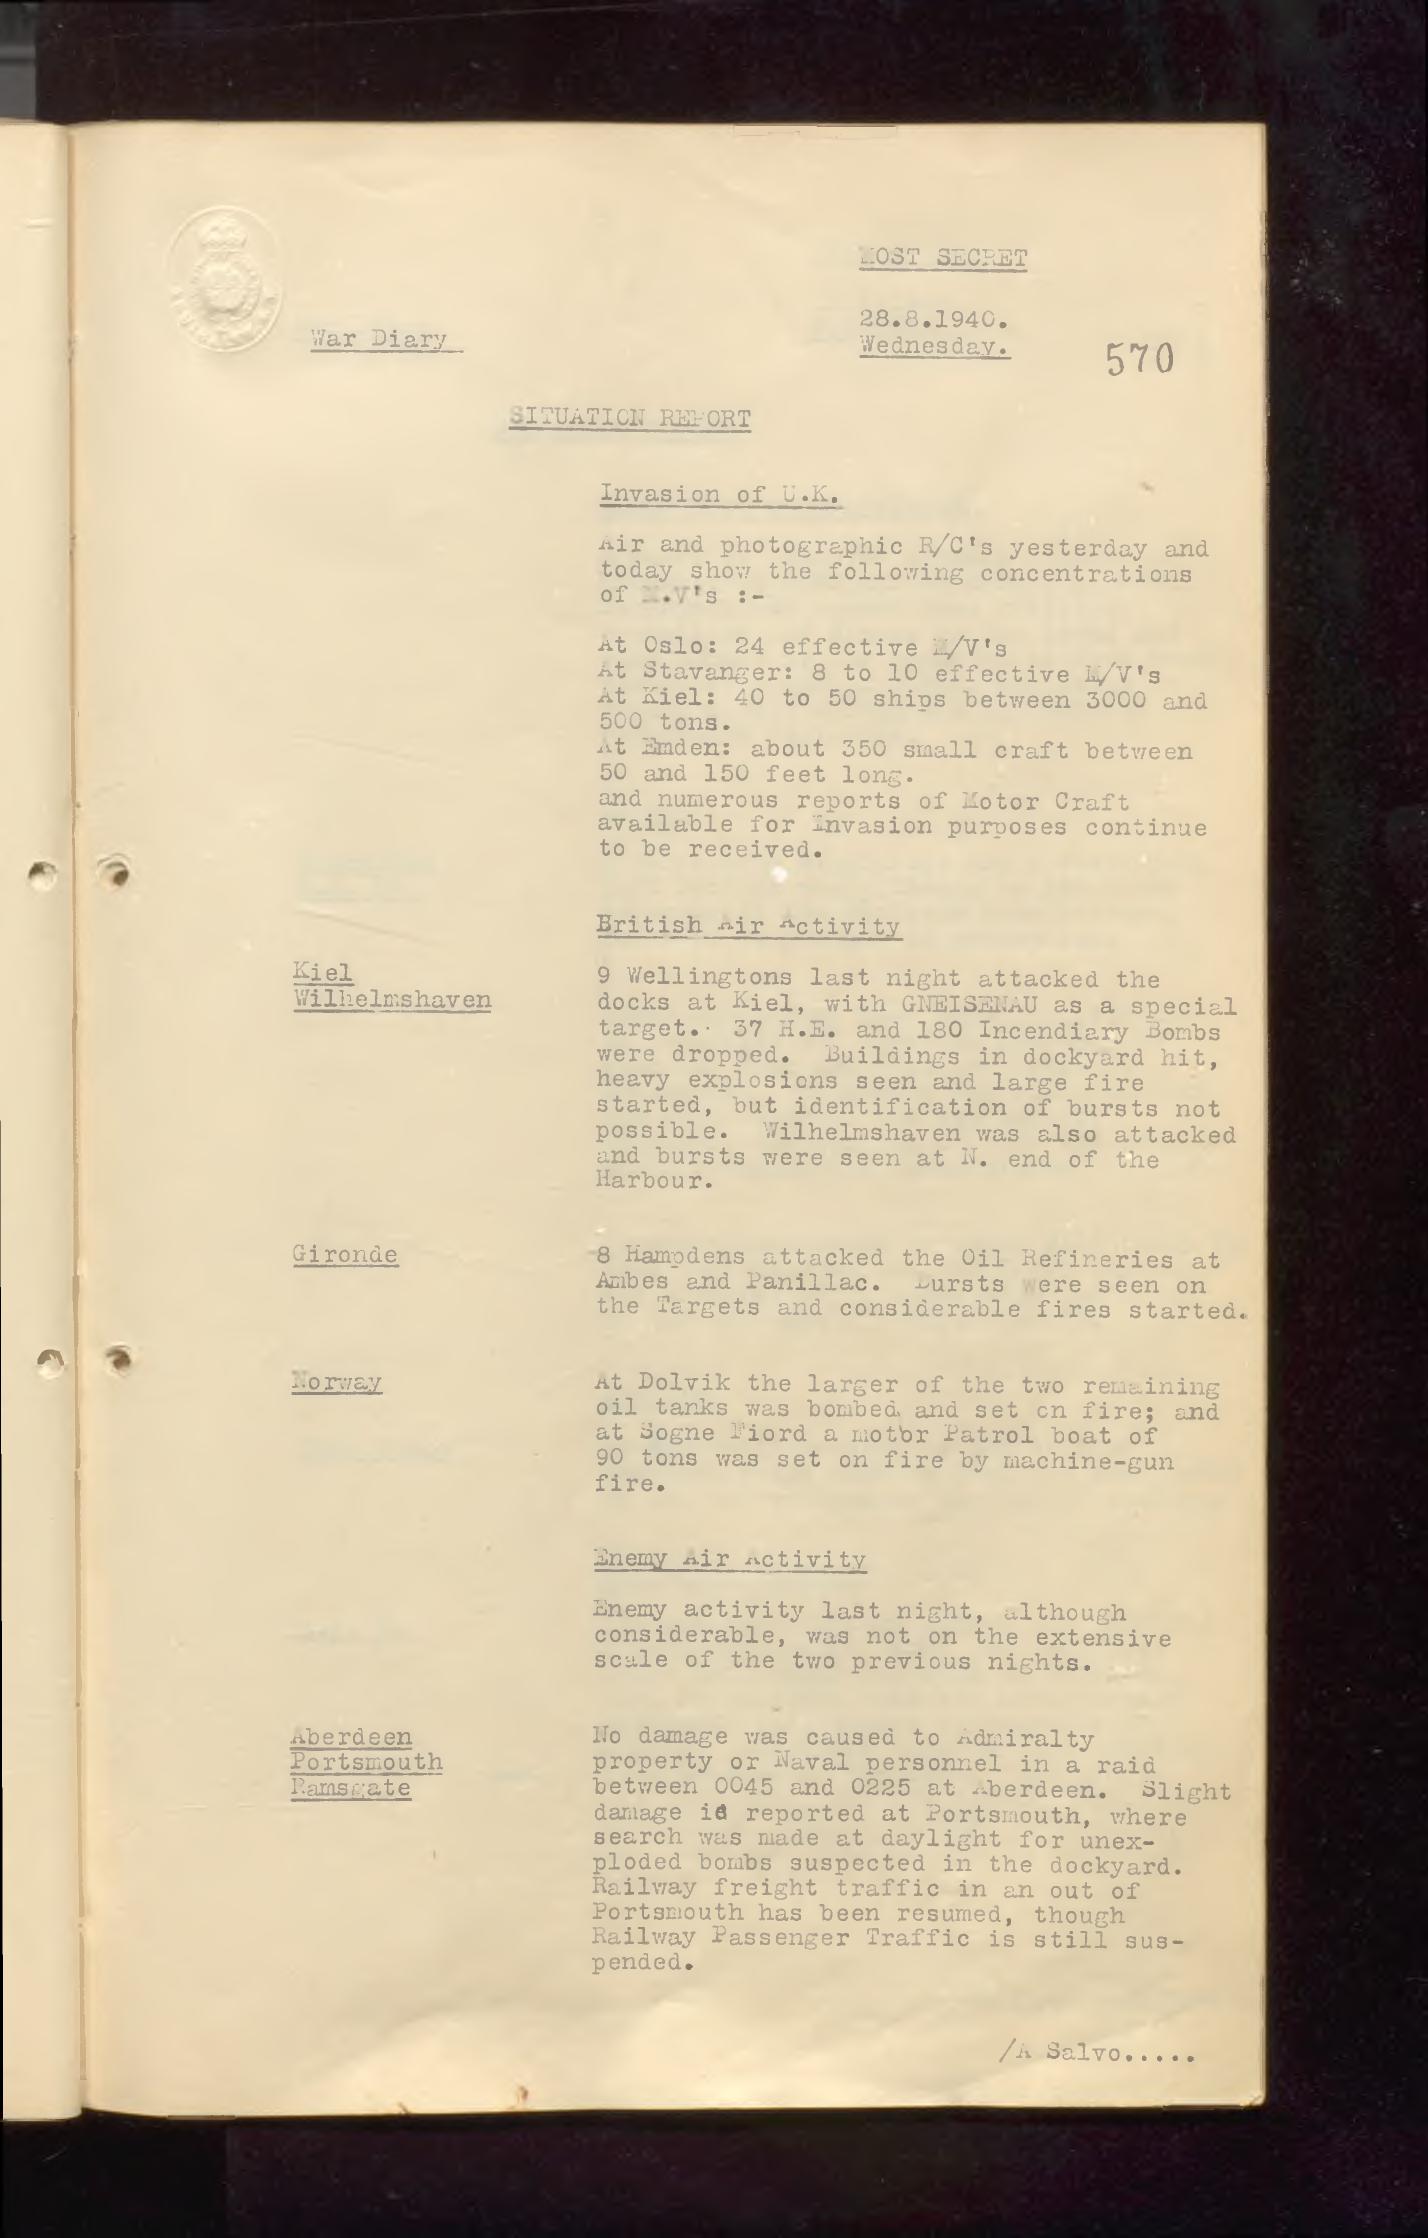 MOST SECRET
28.8.1940.
War Diary
Wednesday.
570
SITUATION REPORT
Invasion of U.K.
Air and photographic R/C's yesterday and
today show the following concentrations
of M.V's :-
At Oslo: 24 effective M/V's
At Stavanger: 8 to 10 effective M/V's
At Kiel: 40 to 50 ships between 3000 and
500 tons.
At Emden: about 350 small craft between
50 and 150 feet long.
and numerous reports of Motor Craft
available for Invasion purposes continue
to be received.
British Air Activity
Kiel
Wilhelmshaven
9 Wellingtons last night attacked the
docks at Kiel, with GNEISENAU as a special
target. 37 H.E. and 180 Incendiary Bombs
were dropped. Buildings in dockyard hit,
heavy explosions seen and large fire
started, but identification of bursts not
possible. Wilhelmshaven was also attacked
and bursts were seen at N. end of the
Harbour.
Gironde
8 Hampdens attacked the Oil Refineries at
Ambes and Panillac. Bursts were seen on
the Targets and considerable fires started.
Norway
At Dolvik the larger of the two remaining
oil tanks was bombed and set on fire; and
at Sogne Fiord a motor Patrol boat of
90 tons was set on fire by machine-gun
fire.
Enemy Air Activity
Enemy activity last night, although
considerable, was not on the extensive
scale of the two previous nights.
Aberdeen
Portsmouth
Ramsgate
No damage was caused to Admiralty
property or Naval personnel in a raid
between 0045 and 0225 at Aberdeen. Slight
damage id reported at Portsmouth, where
search was made at daylight for unex-
ploded bombs suspected in the dockyard.
Railway freight traffic in an out of
Portsmouth has been resumed, though
Railway Passenger Traffic is still sus-
pended.
/A Salvo.....